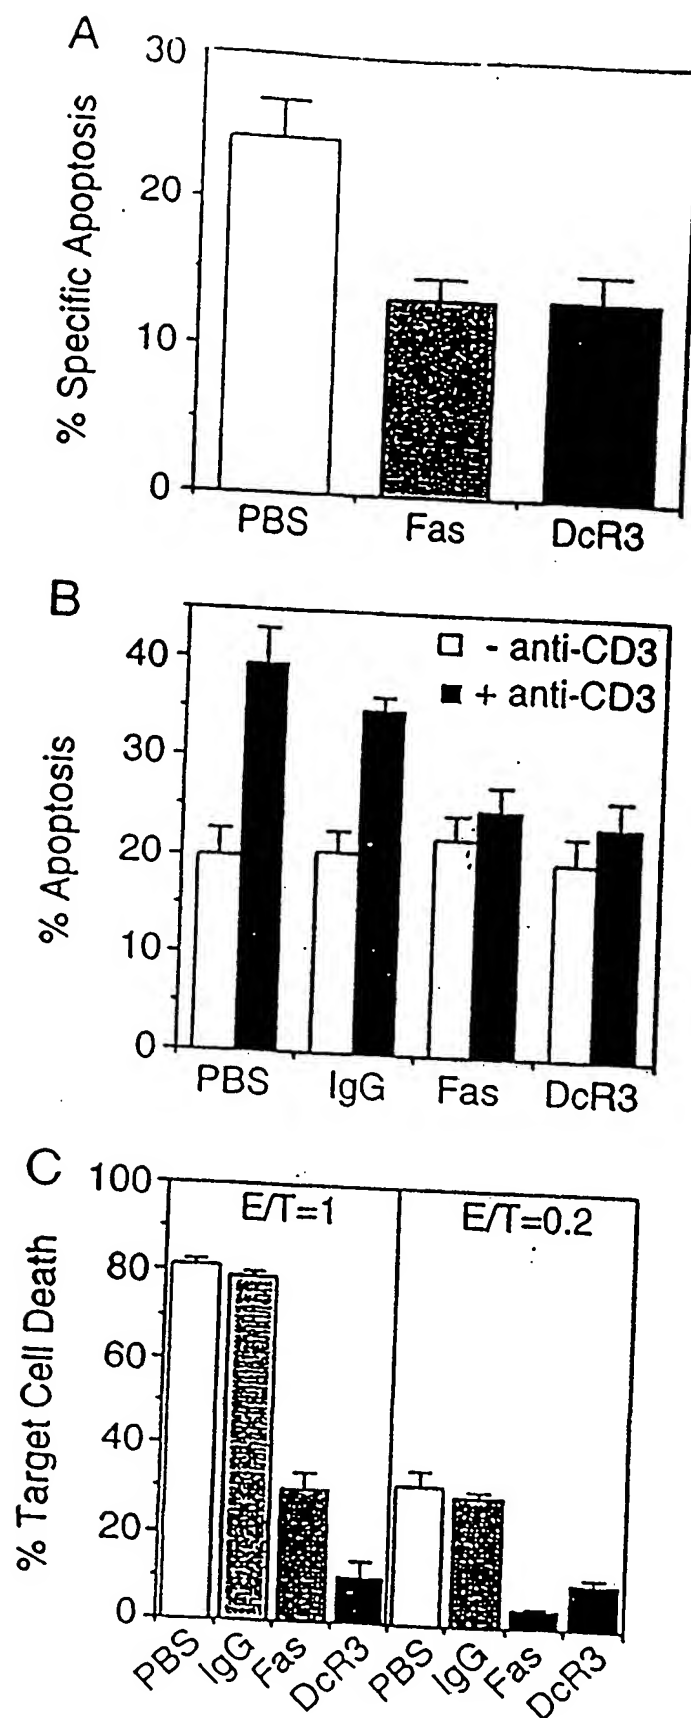 A
% Specific Apoptosis
30
20
10
0
PBS Fas DcR3
B
% Apoptosis
40
30
20
10
0
- anti-CD3
+ anti-CD3
PBS IgG Fas DcR3
C
% Target Cell Death
100
80
60
40
20
0
E/T=1 E/T=0.2
PBS IgG Fas DcR3 PBS IgG Fas DcR3